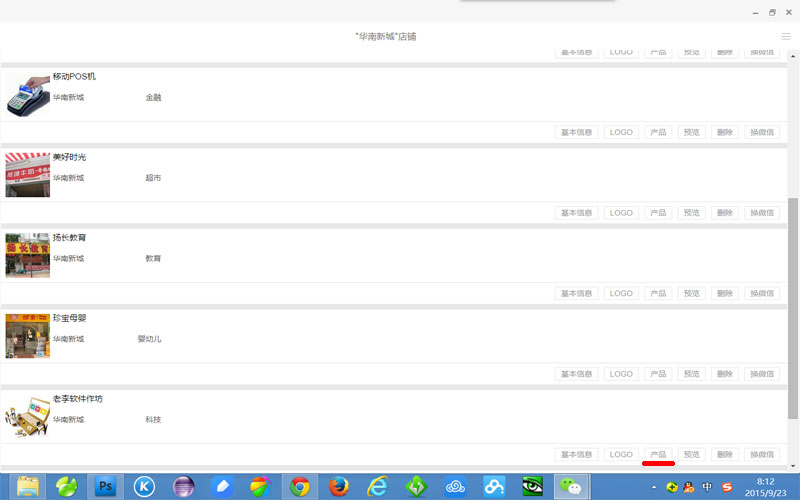 "华南新城"店铺
基本信息 LOGO 产品 预览 删除 换微信
移动POS机
华南新城 金融
基本信息 LOGO 产品 预览 删除 换微信
美好时光
华南新城 超市
基本信息 LOGO 产品 预览 删除 换微信
扬长教育
华南新城 教育
基本信息 LOGO 产品 预览 删除 换微信
珍宝母婴
华南新城 婴幼儿
基本信息 LOGO 产品 预览 删除 换微信
老李软件作坊
华南新城 科技
基本信息 LOGO 产品 预览 删除 换微信
Ps K 中 S 8:12
2015/9/23